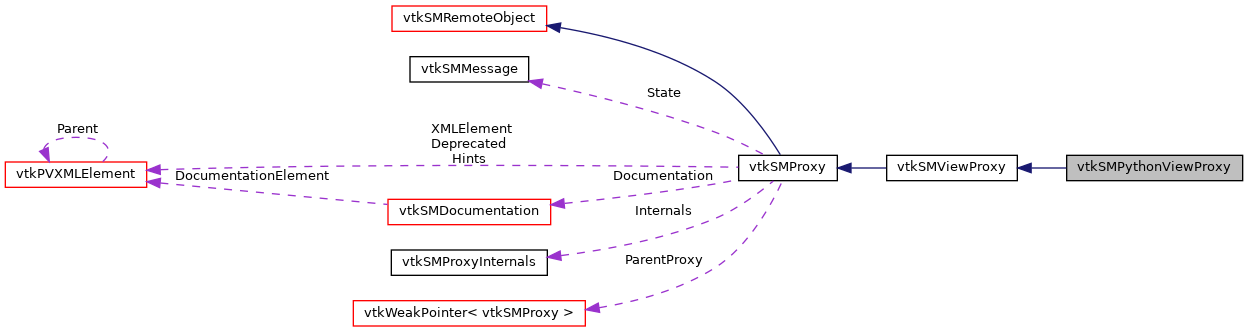 vtkSMRemoteObject
vtkSMMessage
State
Parent
XMLElement
Deprecated
Hints
vtkPVXMLElement
DocumentationElement
Documentation
vtkSMProxy
vtkSMViewProxy
vtkSMPythonViewProxy
vtkSMDocumentation
Internals
vtkSMProxyInternals
ParentProxy
vtkWeakPointer< vtkSMProxy >